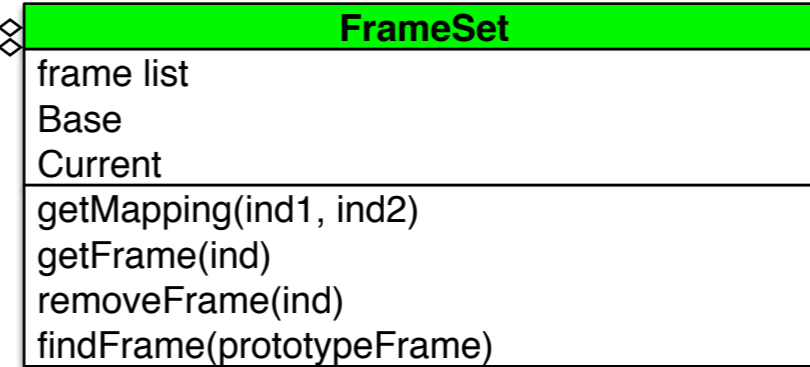 FrameSet
frame list
Base
Current
getMapping(ind1, ind2)
getFrame(ind)
removeFrame(ind)
findFrame(prototypeFrame)